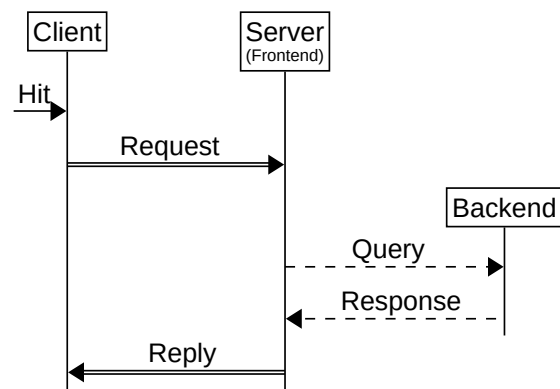 Client
Server
(Frontend)
Hit
Request
Backend
Query
Response
Reply